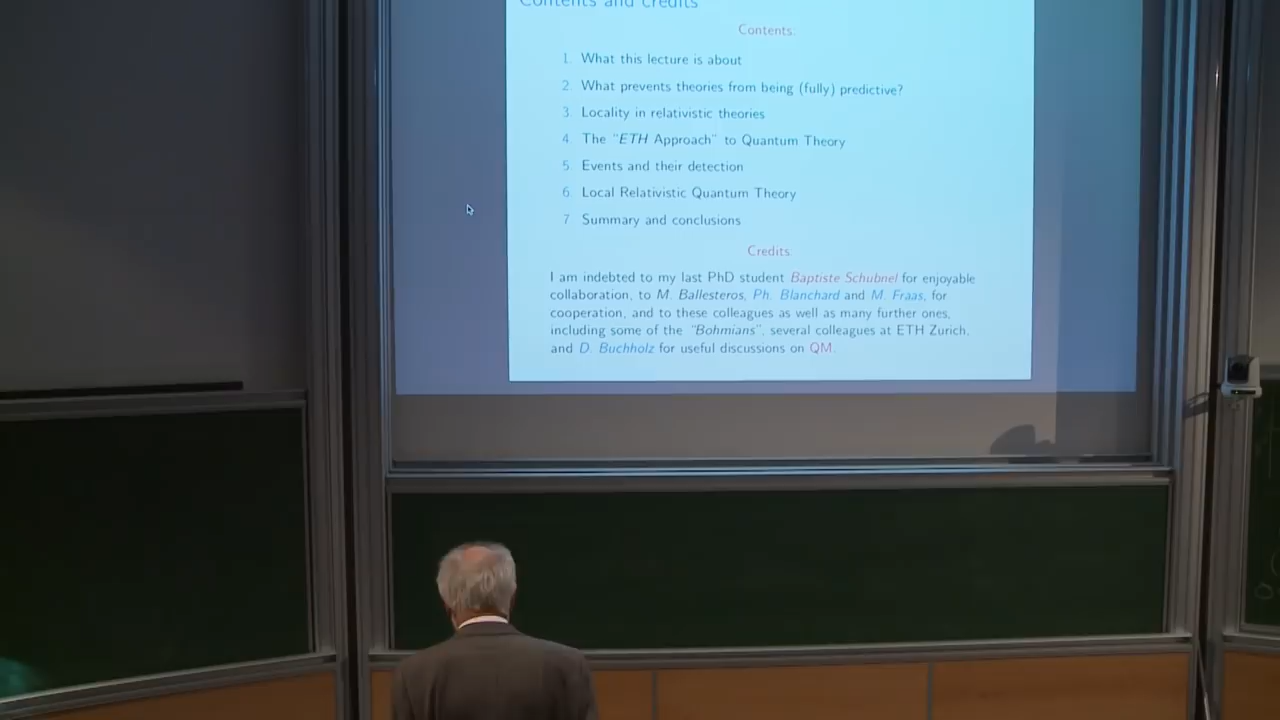 Contents and credits
Contents:
1. What this lecture is about
2. What prevents theories from being (fully) predictive?
3. Locality in relativistic theories
4. The "ETH Approach" to Quantum Theory
5. Events and their detection
6. Local Relativistic Quantum Theory
7. Summary and conclusions
Credits
I am indebted to my last PhD student Baptiste Schubnel for enjoyable
collaboration, to M. Ballesteros, Ph. Blanchard and M. Fraas, for
cooperation, and to these colleagues as well as many further ones,
including some of the "Bohmians", several colleagues at ETH Zurich,
and D. Buchholz for useful discussions on QM.